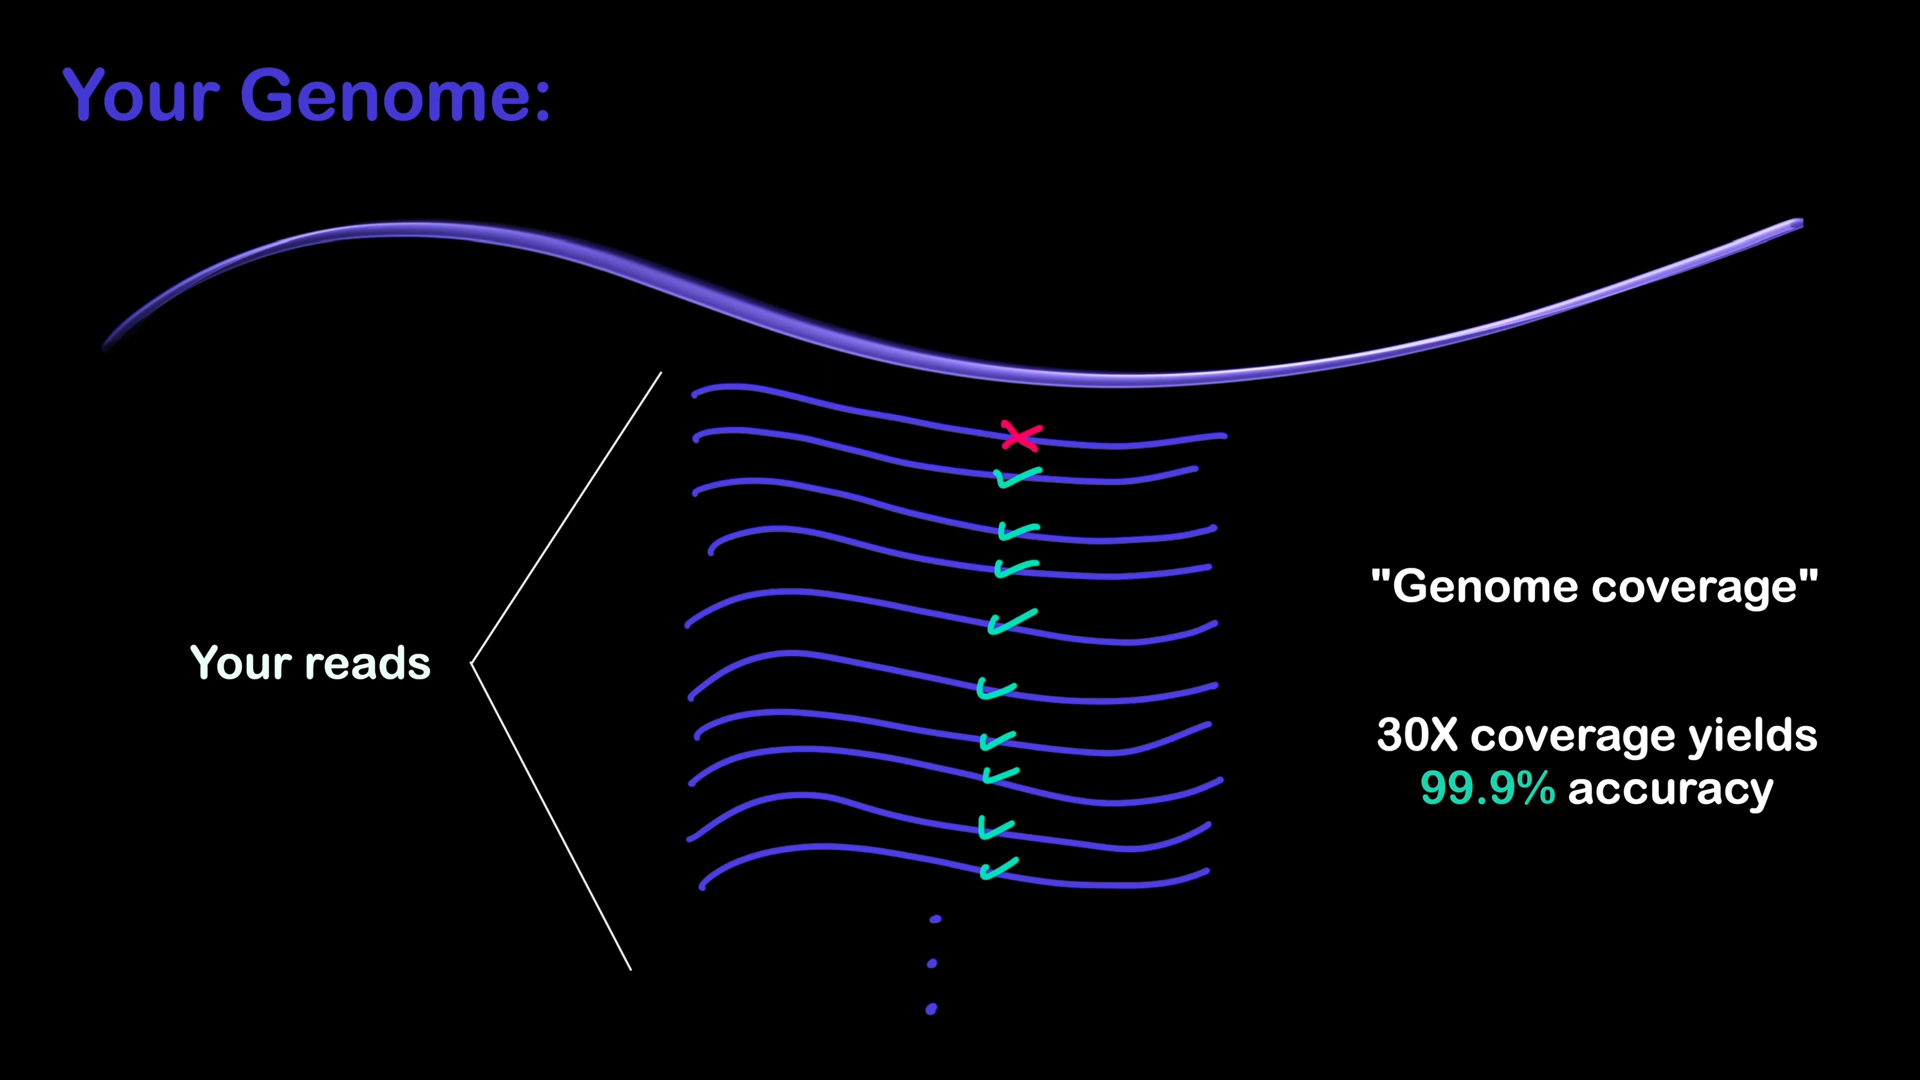 Your Genome:
Your reads
"Genome coverage"
30X coverage yields
99.9% accuracy